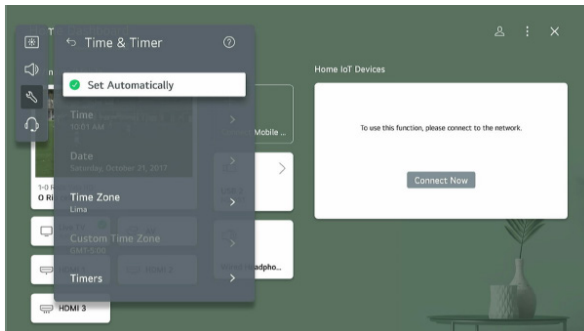 Time & Timer
Set Automatically
Time
10:01 AM
Date
Saturday, October 21, 2017
Time Zone
Lima
Custom Time Zone
GMT-5:00
Timers
Home IoT Devices
To use this function, please connect to the network.
Connect Now
Mobile ...
HDMI 3